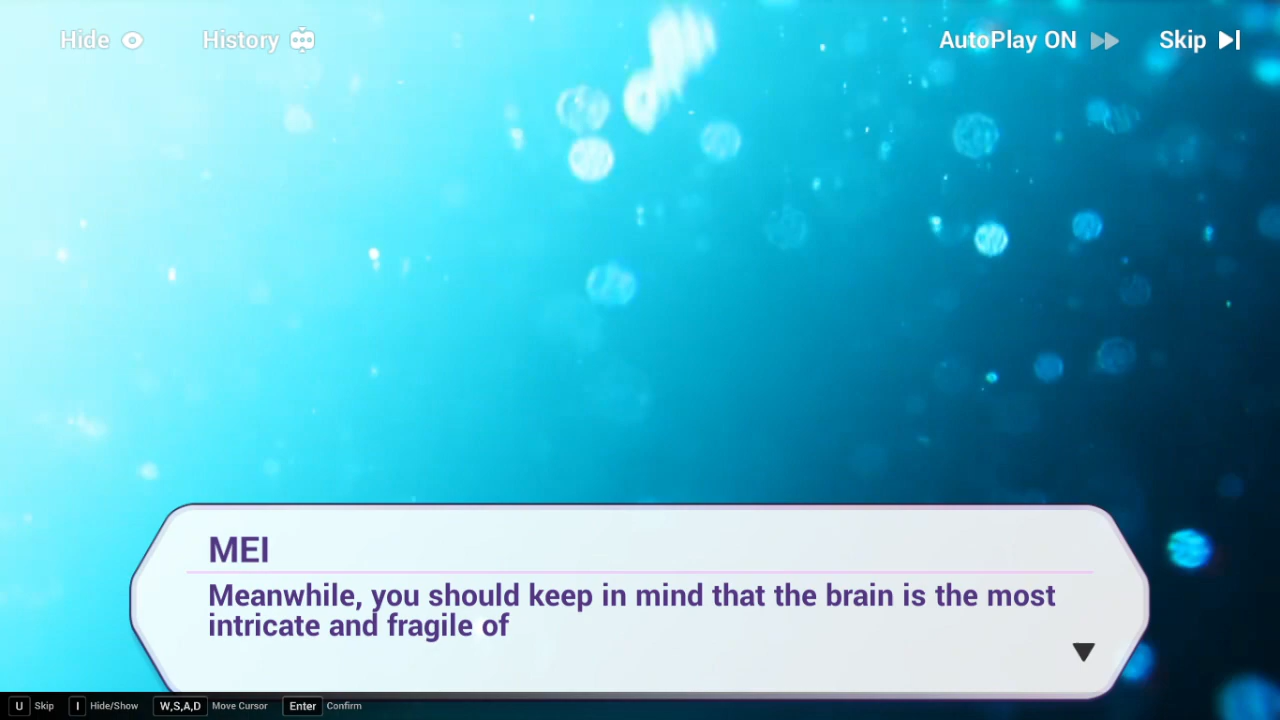 Hide
History
AutoPlay ON
Skip
MEI
Meanwhile, you should keep in mind that the brain is the most
intricate and fragile of
U Skip I Hide/Show W,S,A,D Move Cursor Enter Confirm